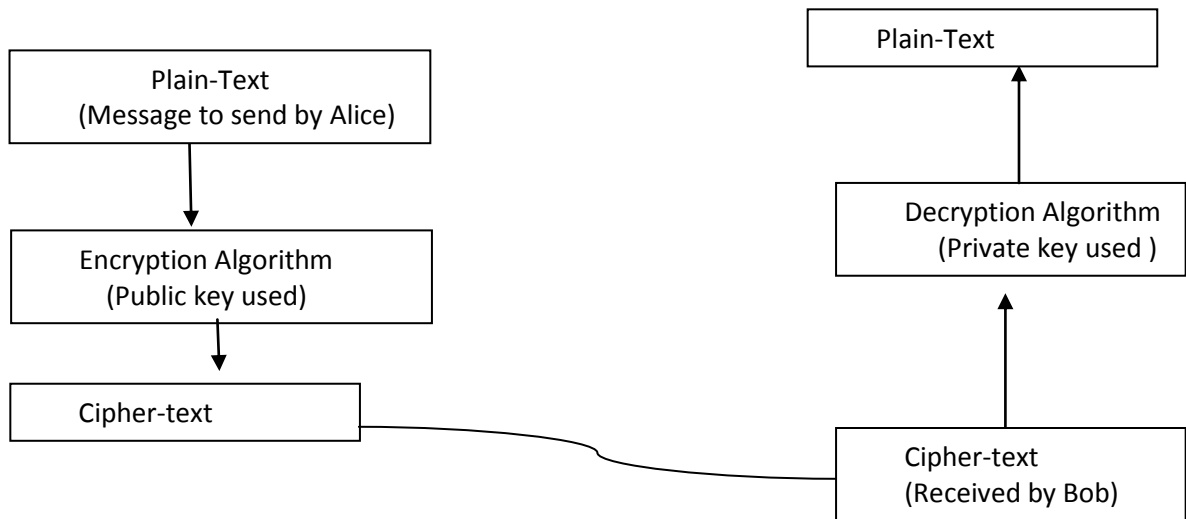 Plain-Text
(Message to send by Alice)
Encryption Algorithm
(Public key used)
Cipher-text
Plain-Text
Decryption Algorithm
(Private key used )
Cipher-text
(Received by Bob)